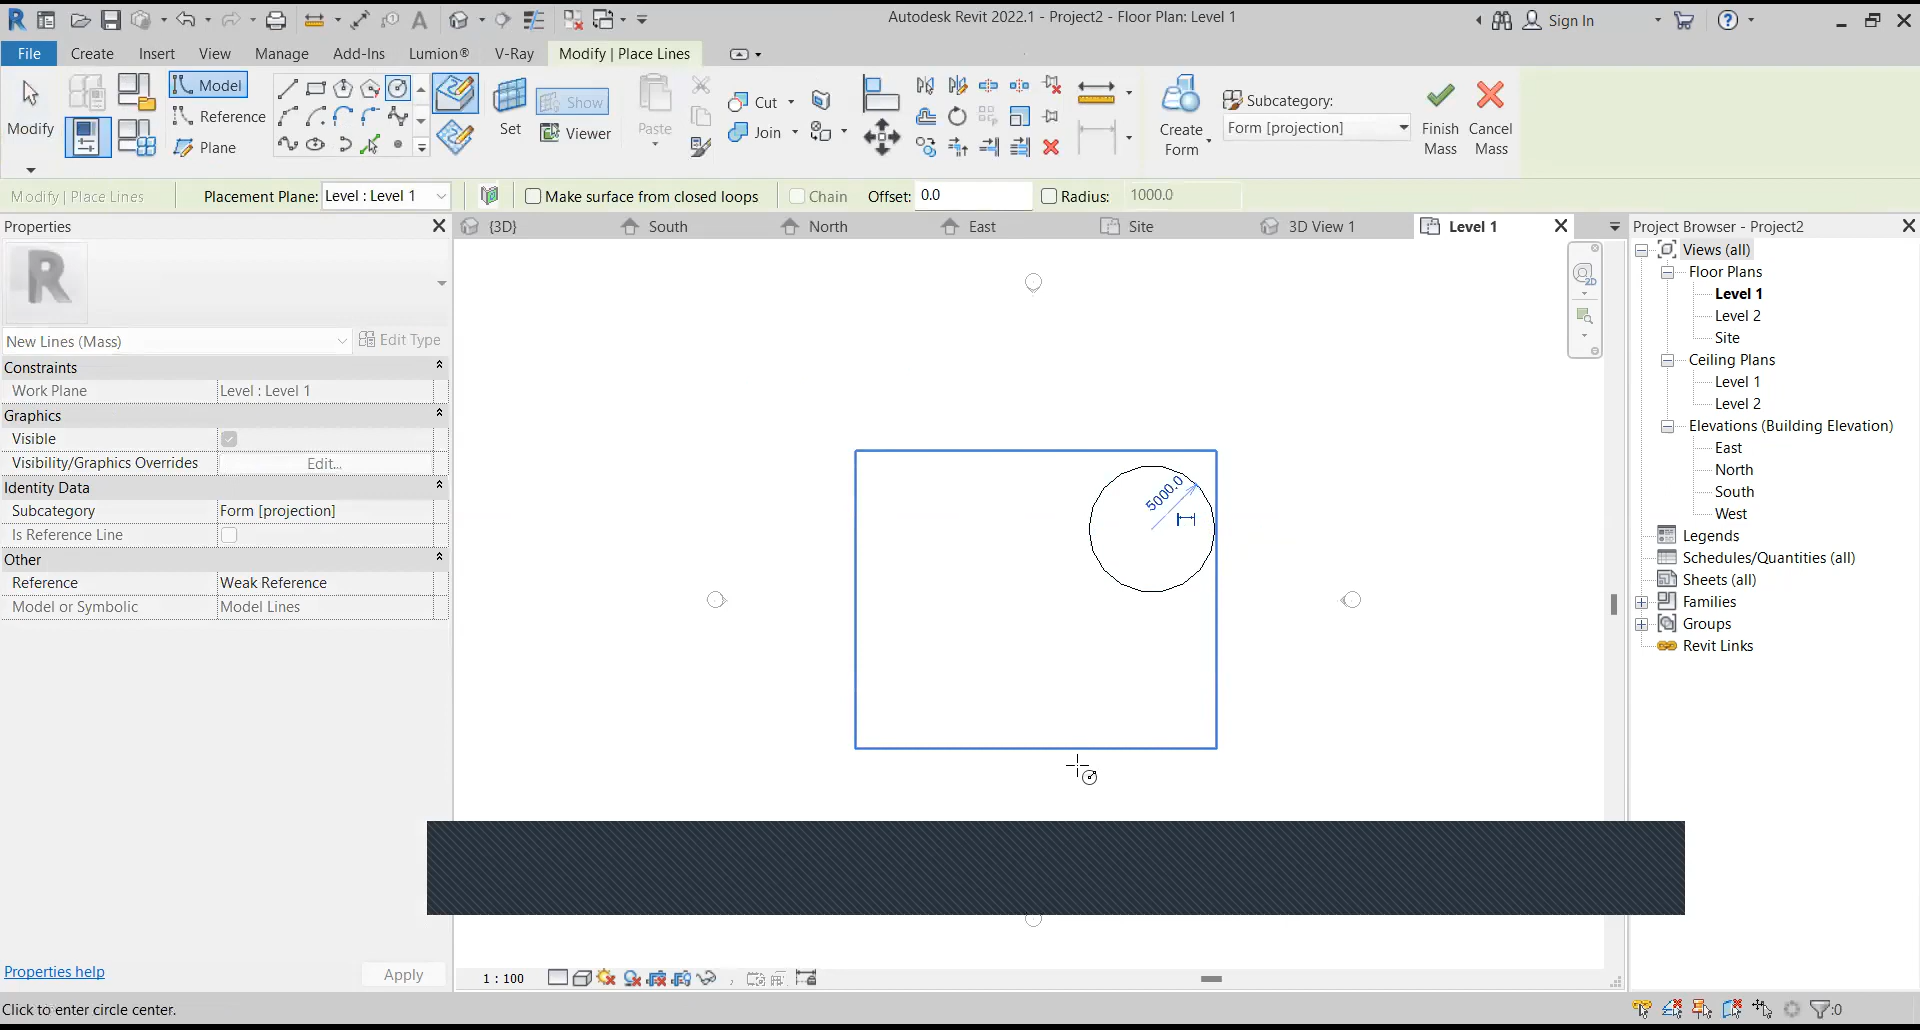 Autodesk Revit 2022.1 - Project2 - Floor Plan: Level 1
Sign In
File
Create
Insert
View
Manage
Add-Ins
Lumion®
V-Ray
Modify | Place Lines
Modify
Model
Reference
Plane
Set
Show
Viewer
Paste
Cut
Join
Create Form
Subcategory:
Form [projection]
Finish Mass
Cancel Mass
Modify | Place Lines
Placement Plane:
Level : Level 1
Make surface from closed loops
Chain
Offset:
0.0
Radius:
1000.0
Properties
{3D}
South
North
East
Site
3D View 1
Level 1
Project Browser - Project2
R
New Lines (Mass)
Edit Type
Constraints
Work Plane
Level : Level 1
Graphics
Visible
Visibility/Graphics Overrides
Edit...
Identity Data
Subcategory
Form [projection]
Is Reference Line
Other
Reference
Weak Reference
Model or Symbolic
Model Lines
Properties help
Apply
5000.0
2D
1 : 100
Views (all)
Floor Plans
Level 1
Level 2
Site
Ceiling Plans
Level 1
Level 2
Elevations (Building Elevation)
East
North
South
West
Legends
Schedules/Quantities (all)
Sheets (all)
Families
Groups
Revit Links
Click to enter circle center.
:0